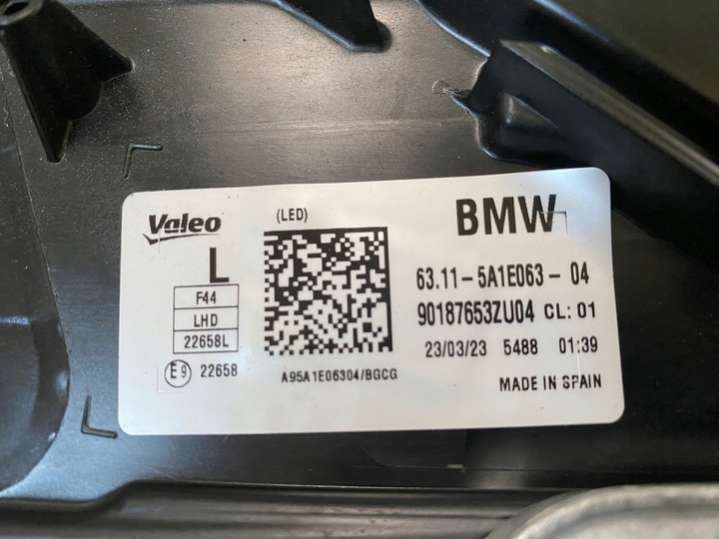 Valeo
(LED)
BMW
L
F44
LHD
22658L
E9 22658
A95A1E06304/BGCG
63.11-5A1E063-04
90187653ZU04 CL:01
23/03/23 5488 01:39
MADE IN SPAIN